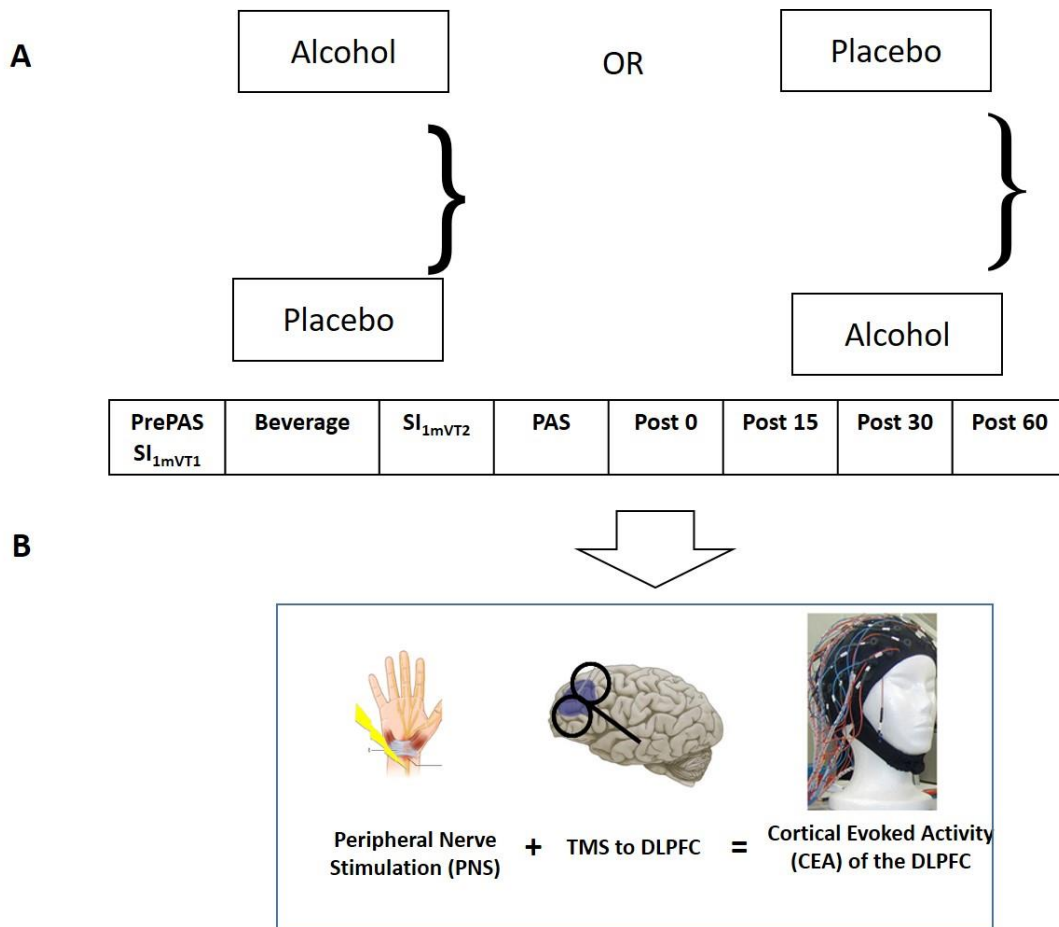 A
Alcohol
OR
Placebo
}
}
Placebo
Alcohol
PrePAS SI1mVT1
Beverage
SI1mVT2
PAS
Post 0
Post 15
Post 30
Post 60
B
Peripheral Nerve
Stimulation (PNS)
+
TMS to DLPFC
=
Cortical Evoked Activity
(CEA) of the DLPFC